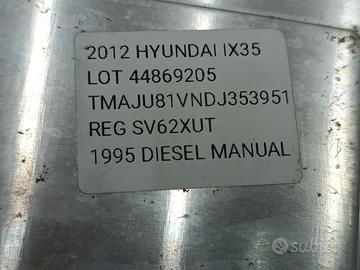 2012 HYUNDAI IX35
LOT 44869205
TMAJU81VNDJ353951
REG SV62XUT
1995 DIESEL MANUAL
subito